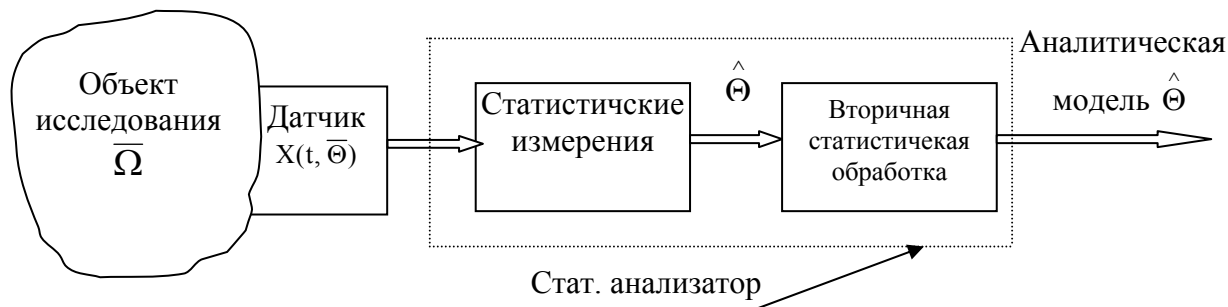 Объект
исследования
Ω̅
Датчик
X(t, Θ̅)
Статистичские
измерения
Θ̂
Вторичная
статистичекая
обработка
Аналитическая
модель Θ̂
Стат. анализатор